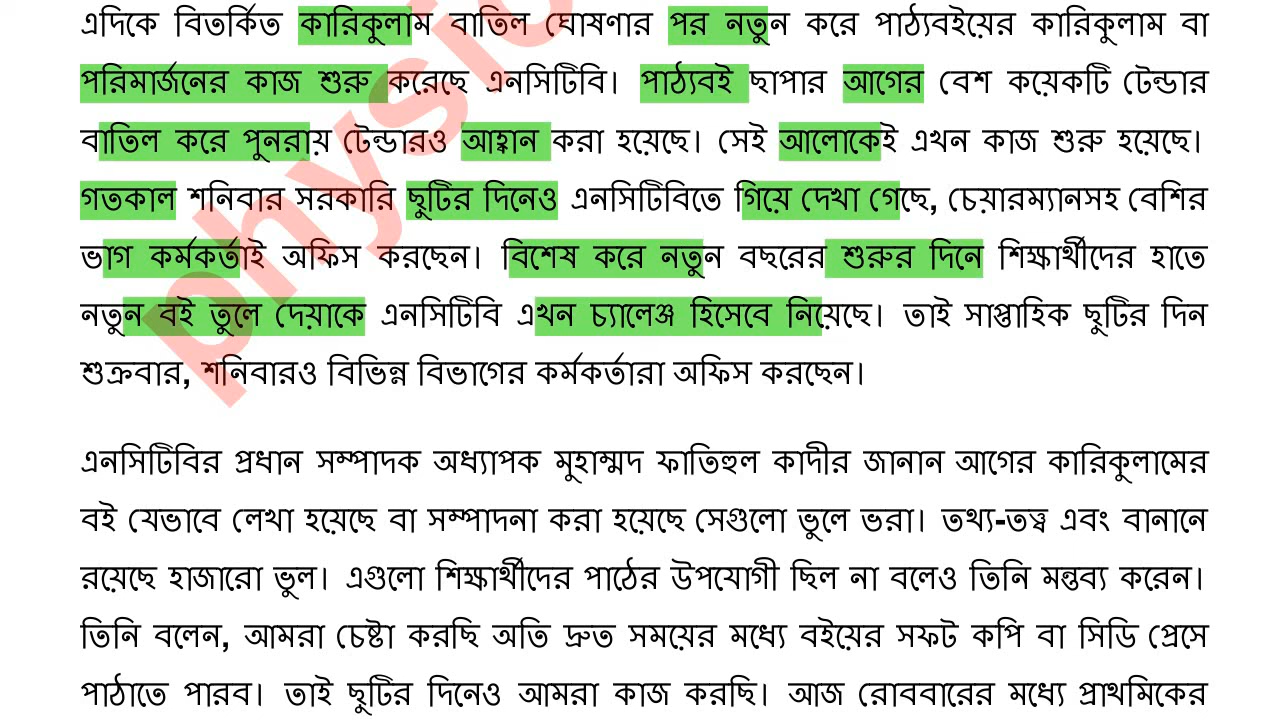 এদিকে বিতর্কিত কারিকুলাম বাতিল ঘোষণার পর নতুন করে পাঠ্যবইয়ের কারিকুলাম বা
পরিমার্জনের কাজ শুরু করেছে এনসিটিবি। পাঠ্যবই ছাপার আগের বেশ কয়েকটি টেন্ডার
বাতিল করে পুনরায় টেন্ডারও আহ্বান করা হয়েছে। সেই আলোকেই এখন কাজ শুরু হয়েছে।
গতকাল শনিবার সরকারি ছুটির দিনেও এনসিটিবিতে গিয়ে দেখা গেছে, চেয়ারম্যানসহ বেশির
ভাগ কর্মকর্তাই অফিস করছেন। বিশেষ করে নতুন বছরের শুরুর দিনে শিক্ষার্থীদের হাতে
নতুন বই তুলে দেয়াকে এনসিটিবি এখন চ্যালেঞ্জ হিসেবে নিয়েছে। তাই সাপ্তাহিক ছুটির দিন
শুক্রবার, শনিবারও বিভিন্ন বিভাগের কর্মকর্তারা অফিস করছেন।
এনসিটিবির প্রধান সম্পাদক অধ্যাপক মুহাম্মদ ফাতিহুল কাদীর জানান আগের কারিকুলামের
বই যেভাবে লেখা হয়েছে বা সম্পাদনা করা হয়েছে সেগুলো ভুলে ভরা। তথ্য-তত্ত্ব এবং বানানে
রয়েছে হাজারো ভুল। এগুলো শিক্ষার্থীদের পাঠের উপযোগী ছিল না বলেও তিনি মন্তব্য করেন।
তিনি বলেন, আমরা চেষ্টা করছি অতি দ্রুত সময়ের মধ্যে বইয়ের সফট কপি বা সিডি প্রেসে
পাঠাতে পারব। তাই ছুটির দিনেও আমরা কাজ করছি। আজ রোববারের মধ্যে প্রাথমিকের
physic